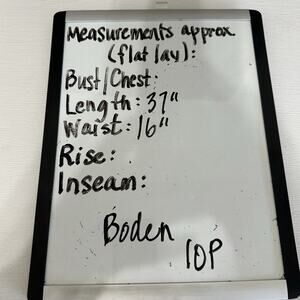 Measurements approx.
(flat lay):
Bust/Chest:
Length: 37"
Waist: 16"
Rise:
Inseam:
Boden
10P